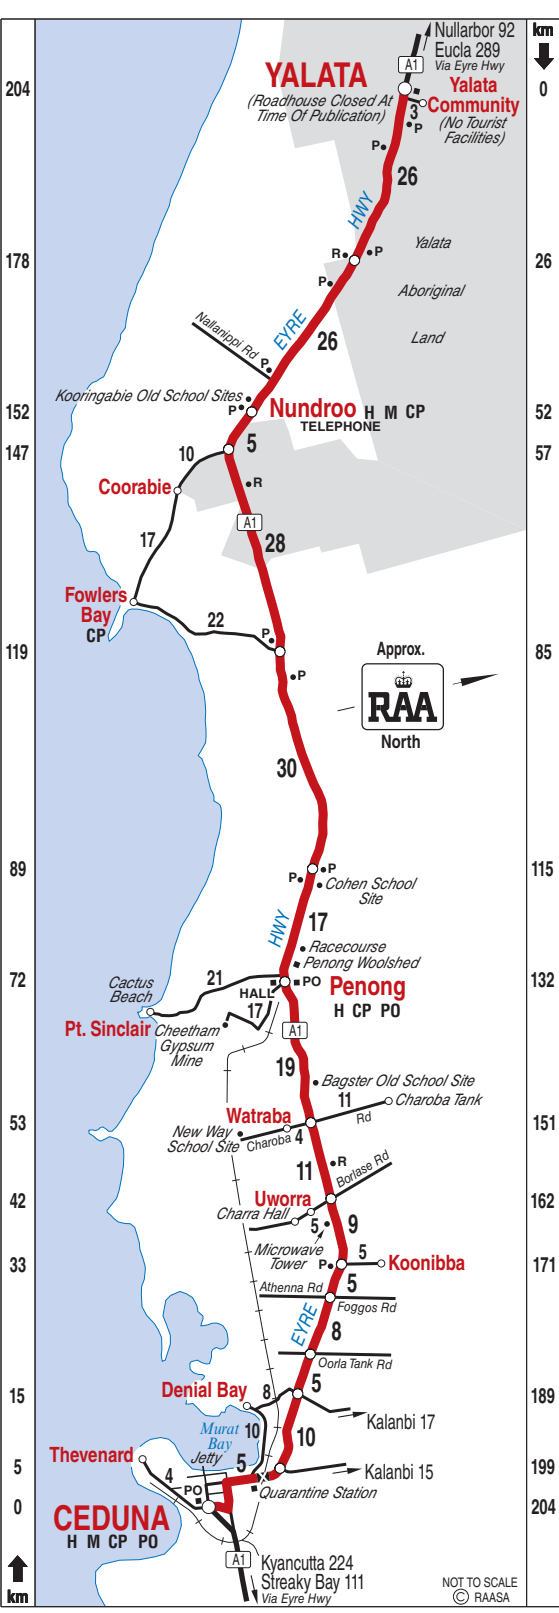 Nullarbor 92
km
Eucla 289
Via Eyre Hwy
A1
YALATA
Yalata
204
0
(Roadhouse Closed At
Community
Time Of Publication)
3
(No Tourist
P
Facilities)
P
26
HWY
Yalata
178
R
P
26
P
Aboriginal
EYRE
Nallanippi Rd
26
Land
P
Kooringabie Old School Sites
P
152
Nundroo H M CP
52
TELEPHONE
147
10
5
57
Coorabie
R
A1
17
28
Fowlers
Bay
22
CP
P
119
Approx.
85
P
RAA
North
30
89
P
P
115
Cohen School
Site
17
HWY
Racecourse
Penong Woolshed
Cactus
Beach
21
72
PO
Penong
132
HALL
H CP PO
Pt. Sinclair
Cheetham
Gypsum
Mine
17
A1
19
Bagster Old School Site
11
Charoba Tank
Watraba
Rd
53
151
New Way
School Site
Charoba
4
11
R
Borlase Rd
42
Uworra
162
Charra Hall
5
9
Microwave
Tower
P
5
33
Koonibba
171
Athenna Rd
5
Foggos Rd
EYRE
8
Oorla Tank Rd
Denial Bay
8
5
15
189
Kalanbi 17
Murat
Bay
10
10
Thevenard
Jetty
5
5
Kalanbi 15
199
4
PO
Quarantine Station
0
204
CEDUNA
H M CP PO
A1
Kyancutta 224
Streaky Bay 111
NOT TO SCALE
km
Via Eyre Hwy
© RAASA